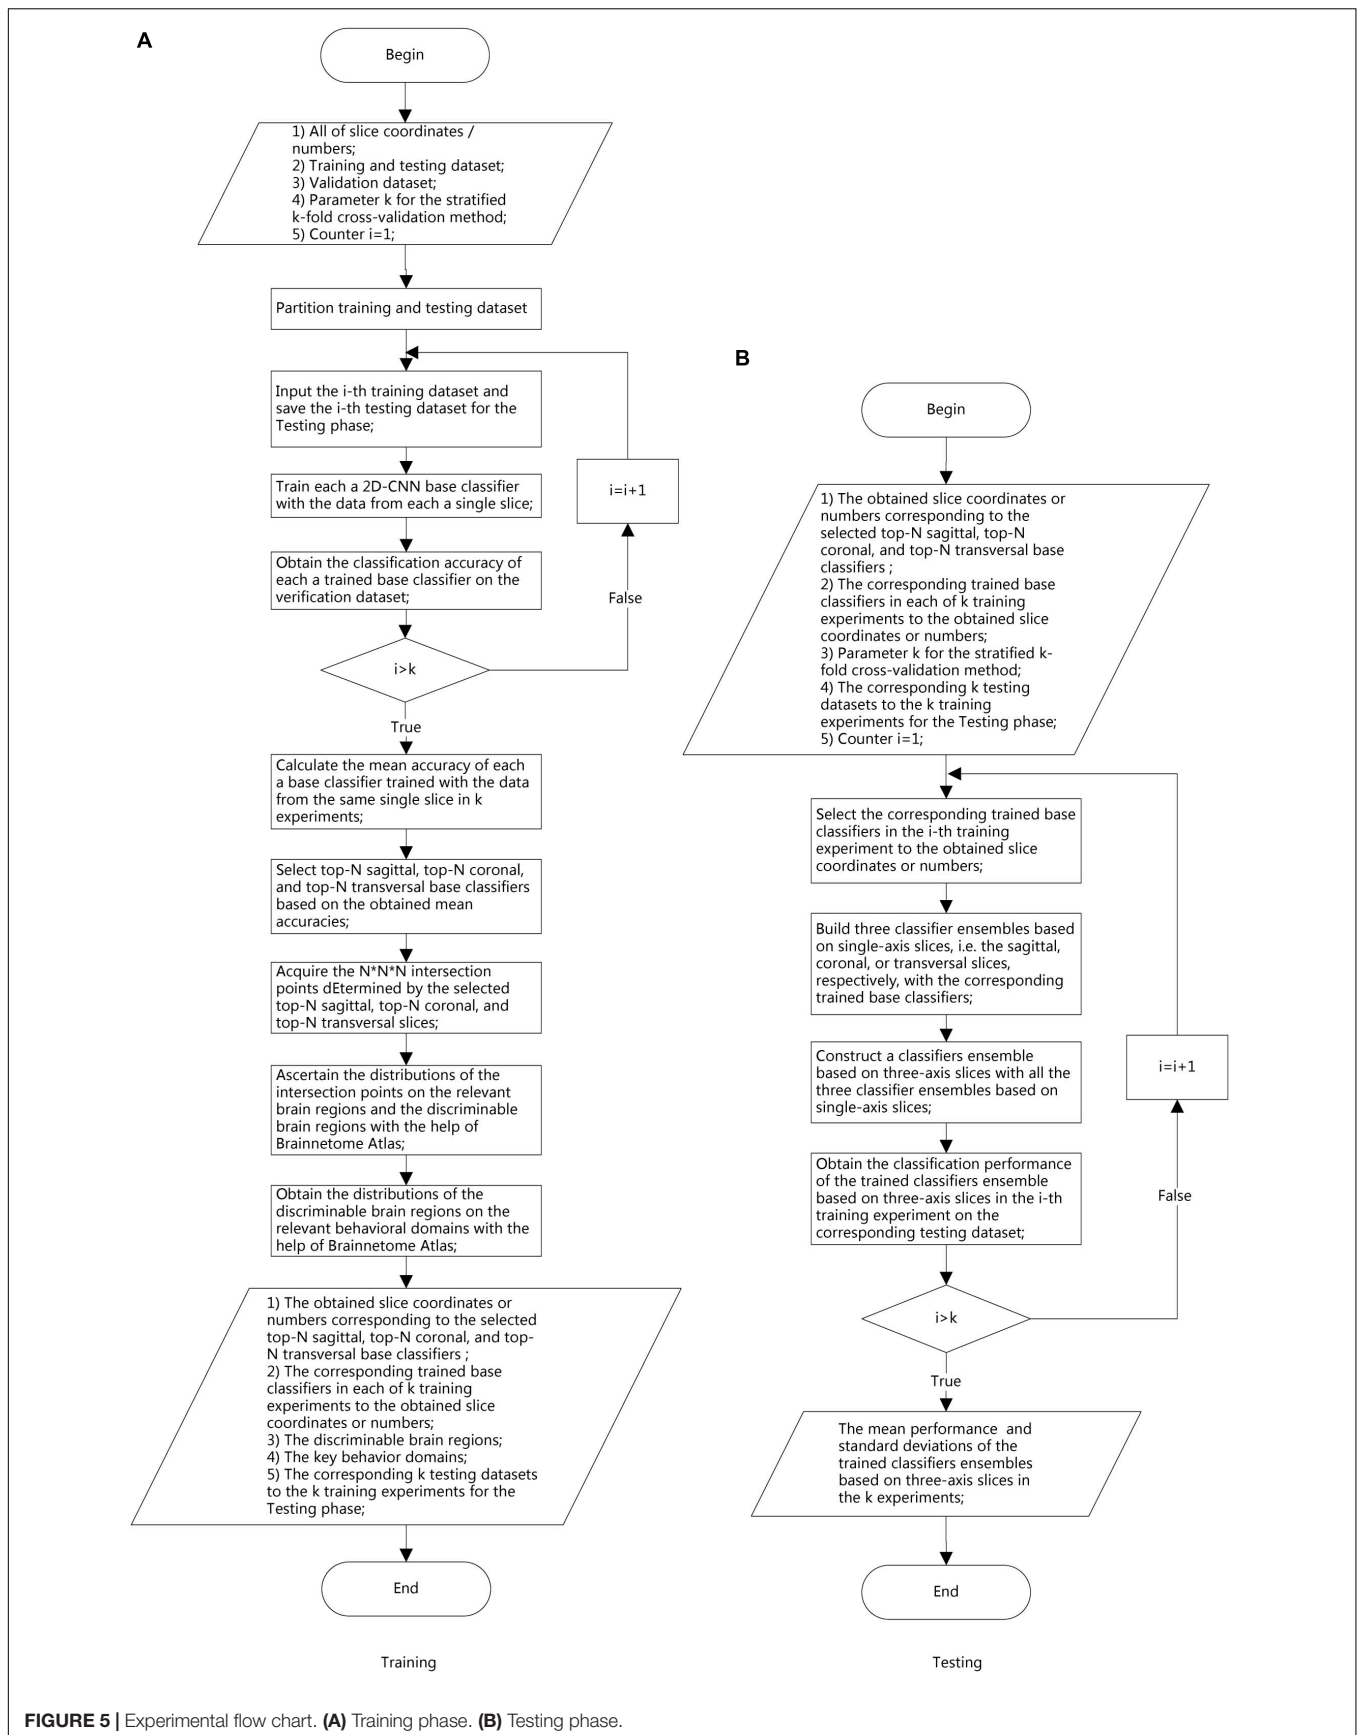 A
Begin
1) All of slice coordinates /
numbers;
2) Training and testing dataset;
3) Validation dataset;
4) Parameter k for the stratified
k-fold cross-validation method;
5) Counter i=1;
Partition training and testing dataset
Input the i-th training dataset and
save the i-th testing dataset for the
Testing phase;
Train each a 2D-CNN base classifier
with the data from each a single slice;
Obtain the classification accuracy of
each a trained base classifier on the
verification dataset;
i=i+1
False
i>k
True
Calculate the mean accuracy of each
a base classifier trained with the data
from the same single slice in k
experiments;
Select top-N sagittal, top-N coronal,
and top-N transversal base classifiers
based on the obtained mean
accuracies;
Acquire the N*N*N intersection
points dEtermined by the selected
top-N sagittal, top-N coronal, and
top-N transversal slices;
Ascertain the distributions of the
intersection points on the relevant
brain regions and the discriminable
brain regions with the help of
Brainnetome Atlas;
Obtain the distributions of the
discriminable brain regions on the
relevant behavioral domains with the
help of Brainnetome Atlas;
1) The obtained slice coordinates or
numbers corresponding to the selected
top-N sagittal, top-N coronal, and top-
N transversal base classifiers ;
2) The corresponding trained base
classifiers in each of k training
experiments to the obtained slice
coordinates or numbers;
3) The discriminable brain regions;
4) The key behavior domains;
5) The corresponding k testing datasets
to the k training experiments for the
Testing phase;
End
Training
B
Begin
1) The obtained slice coordinates or
numbers corresponding to the
selected top-N sagittal, top-N
coronal, and top-N transversal base
classifiers ;
2) The corresponding trained base
classifiers in each of k training
experiments to the obtained slice
coordinates or numbers;
3) Parameter k for the stratified k-
fold cross-validation method;
4) The corresponding k testing
datasets to the k training
experiments for the Testing phase;
5) Counter i=1;
Select the corresponding trained base
classifiers in the i-th training
experiment to the obtained slice
coordinates or numbers;
Build three classifier ensembles based
on single-axis slices, i.e. the sagittal,
coronal, or transversal slices,
respectively, with the corresponding
trained base classifiers;
Construct a classifiers ensemble
based on three-axis slices with all the
three classifier ensembles based on
single-axis slices;
Obtain the classification performance
of the trained classifiers ensemble
based on three-axis slices in the i-th
training experiment on the
corresponding testing dataset;
i=i+1
False
i>k
True
The mean performance and
standard deviations of the
trained classifiers ensembles
based on three-axis slices in
the k experiments;
End
Testing
FIGURE 5 | Experimental flow chart. (A) Training phase. (B) Testing phase.